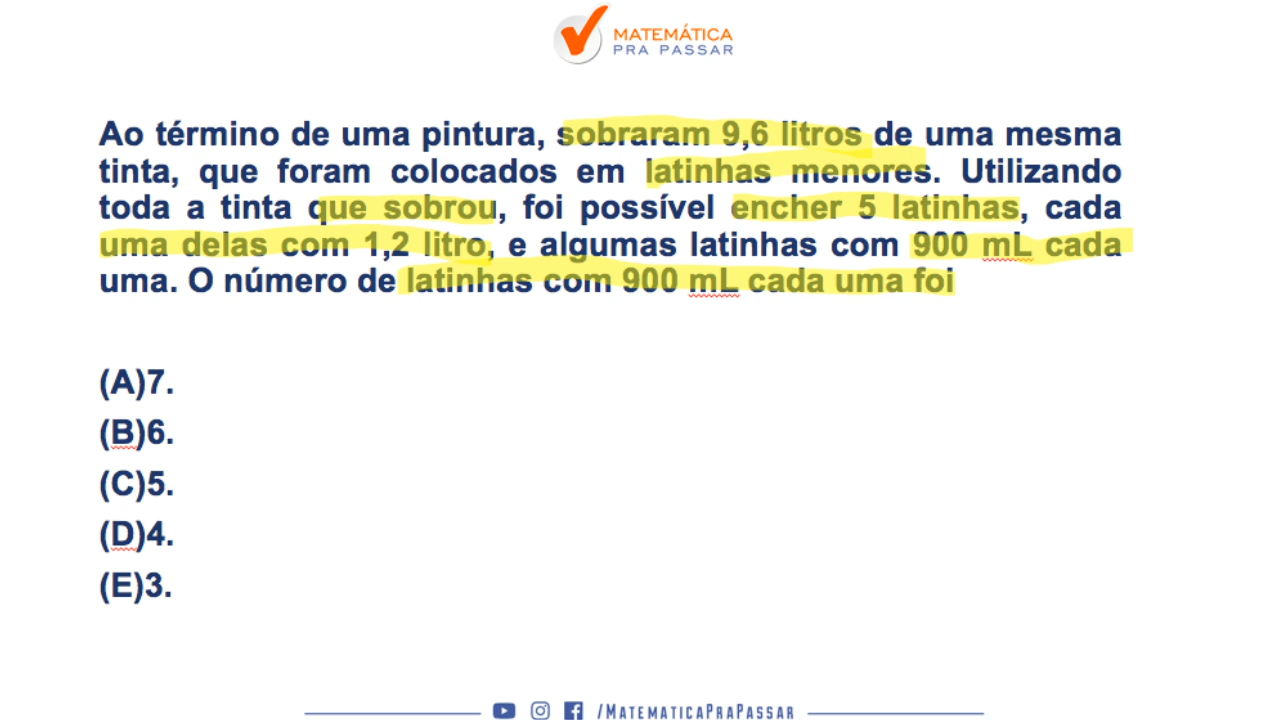 MATEMÁTICA
PRA PASSAR
Ao término de uma pintura, sobraram 9,6 litros de uma mesma
tinta, que foram colocados em latinhas menores. Utilizando
toda a tinta que sobrou, foi possível encher 5 latinhas, cada
uma delas com 1,2 litro, e algumas latinhas com 900 mL cada
uma. O número de latinhas com 900 mL cada uma foi
(A)7.
(B)6.
(C)5.
(D)4.
(E)3.
/MATEMATICAPRAPASSAR